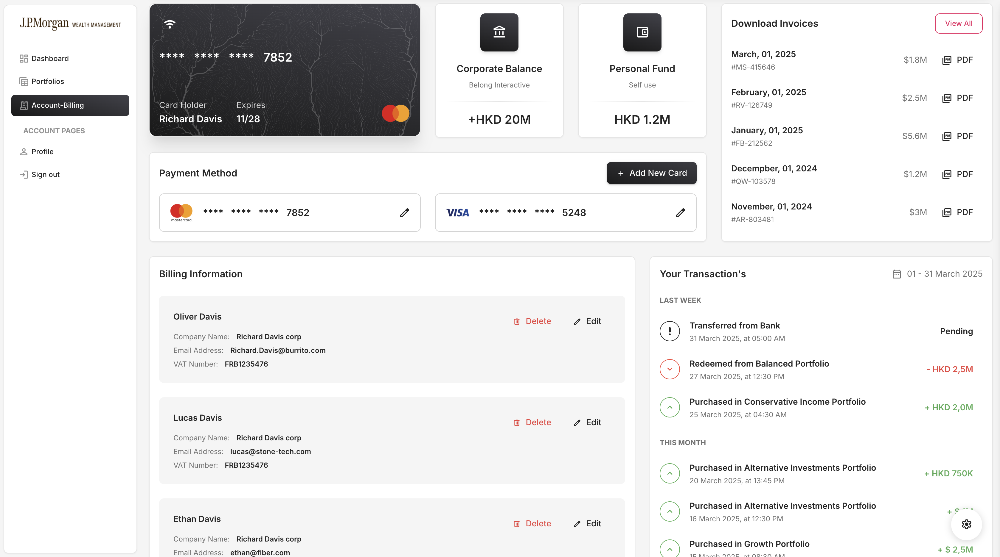 J.P.Morgan WEALTH MANAGEMENT
Dashboard
Portfolios
Account-Billing
ACCOUNT PAGES
Profile
Sign out
**** **** **** 7852
Card Holder
Richard Davis
Expires
11/28
Corporate Balance
Belong Interactive
+HKD 20M
Personal Fund
Self use
HKD 1.2M
Download Invoices
View All
March, 01, 2025
#MS-415646
$1.8M
PDF
February, 01, 2025
#RV-126749
$2.5M
PDF
January, 01, 2025
#FB-212562
$5.6M
PDF
Decempber, 01, 2024
#QW-103578
$1.2M
PDF
November, 01, 2024
#AR-803481
$3M
PDF
Payment Method
+ Add New Card
mastercard
**** **** **** 7852
VISA
**** **** **** 5248
Billing Information
Oliver Davis
Delete
Edit
Company Name: Richard Davis corp
Email Address: Richard.Davis@burrito.com
VAT Number: FRB1235476
Lucas Davis
Delete
Edit
Company Name: Richard Davis corp
Email Address: lucas@stone-tech.com
VAT Number: FRB1235476
Ethan Davis
Delete
Edit
Company Name: Richard Davis corp
Email Address: ethan@fiber.com
Your Transaction's
01 - 31 March 2025
LAST WEEK
Transferred from Bank
31 March 2025, at 05:00 AM
Pending
Redeemed from Balanced Portfolio
27 March 2025, at 12:30 PM
- HKD 2,5M
Purchased in Conservative Income Portfolio
25 March 2025, at 04:30 AM
+ HKD 2,0M
THIS MONTH
Purchased in Alternative Investments Portfolio
20 March 2025, at 13:45 PM
+ HKD 750K
Purchased in Alternative Investments Portfolio
16 March 2025, at 12:30 PM
+ $
Purchased in Growth Portfolio
15 March 2025, at 08:30 AM
+ $ 2,5M